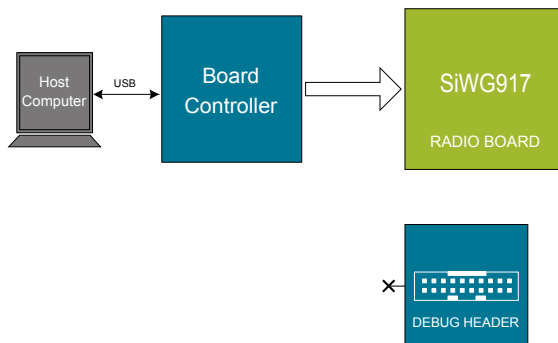 Host
Computer
USB
Board
Controller
SiWG917
RADIO BOARD
DEBUG HEADER